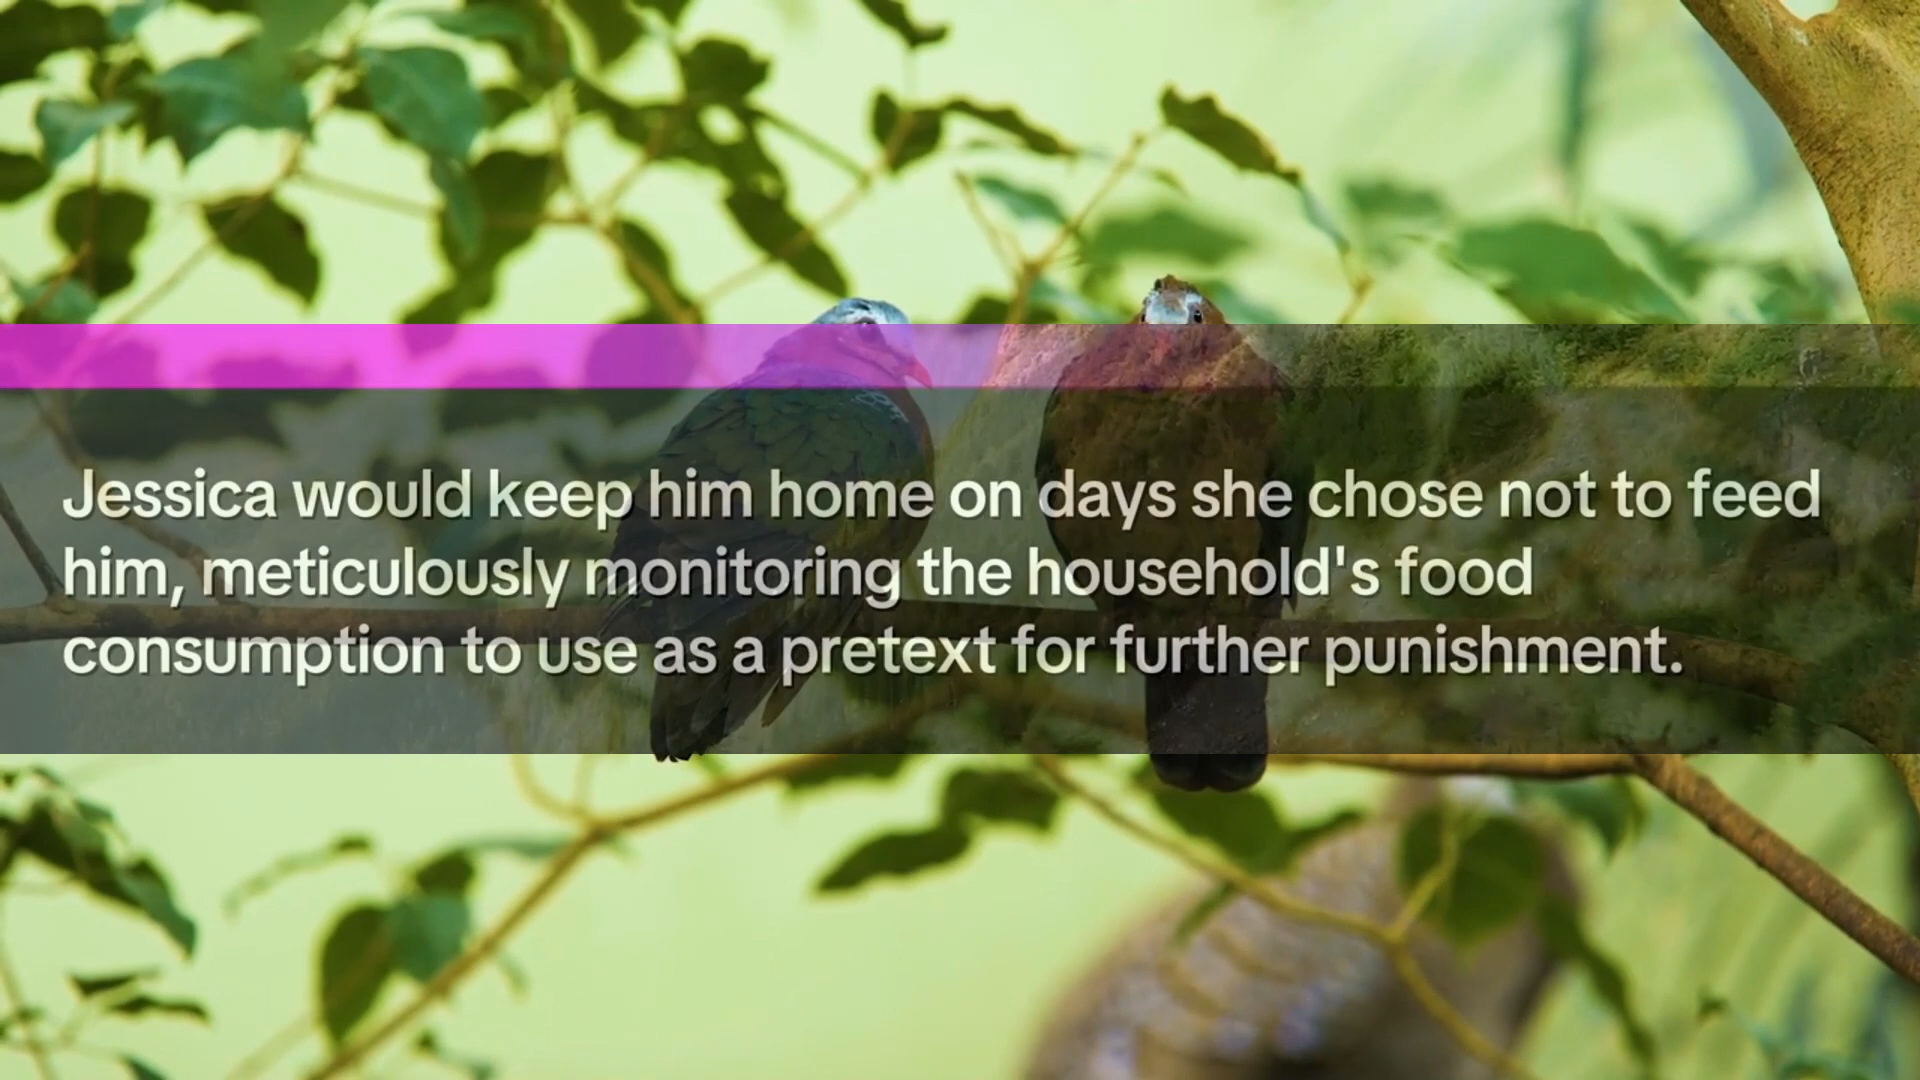 Jessica would keep him home on days she chose not to feed
him, meticulously monitoring the household's food
consumption to use as a pretext for further punishment.